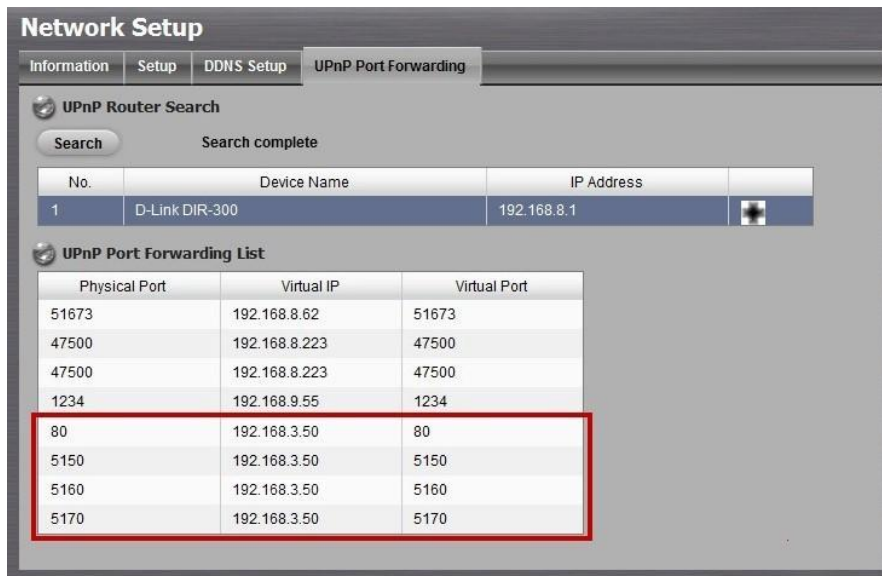 Network Setup
Information Setup DDNS Setup UPnP Port Forwarding
UPnP Router Search
Search Search complete
No. Device Name IP Address
1 D-Link DIR-300 192.168.8.1
UPnP Port Forwarding List
Physical Port Virtual IP Virtual Port
51673 192.168.8.62 51673
47500 192.168.8.223 47500
47500 192.168.8.223 47500
1234 192.168.9.55 1234
80 192.168.3.50 80
5150 192.168.3.50 5150
5160 192.168.3.50 5160
5170 192.168.3.50 5170